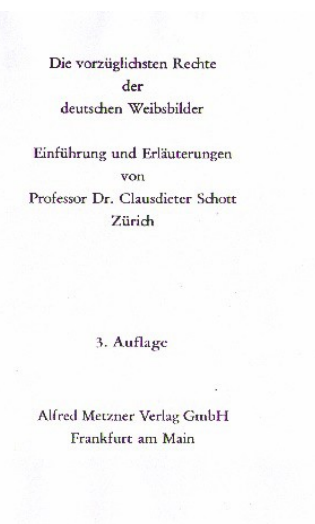 Die vorzüglichsten Rechte
der
deutschen Weibsbilder
Einführung und Erläuterungen
von
Professor Dr. Clausdieter Schott
Zürich
3. Auflage
Alfred Metzner Verlag GmbH
Frankfurt am Main